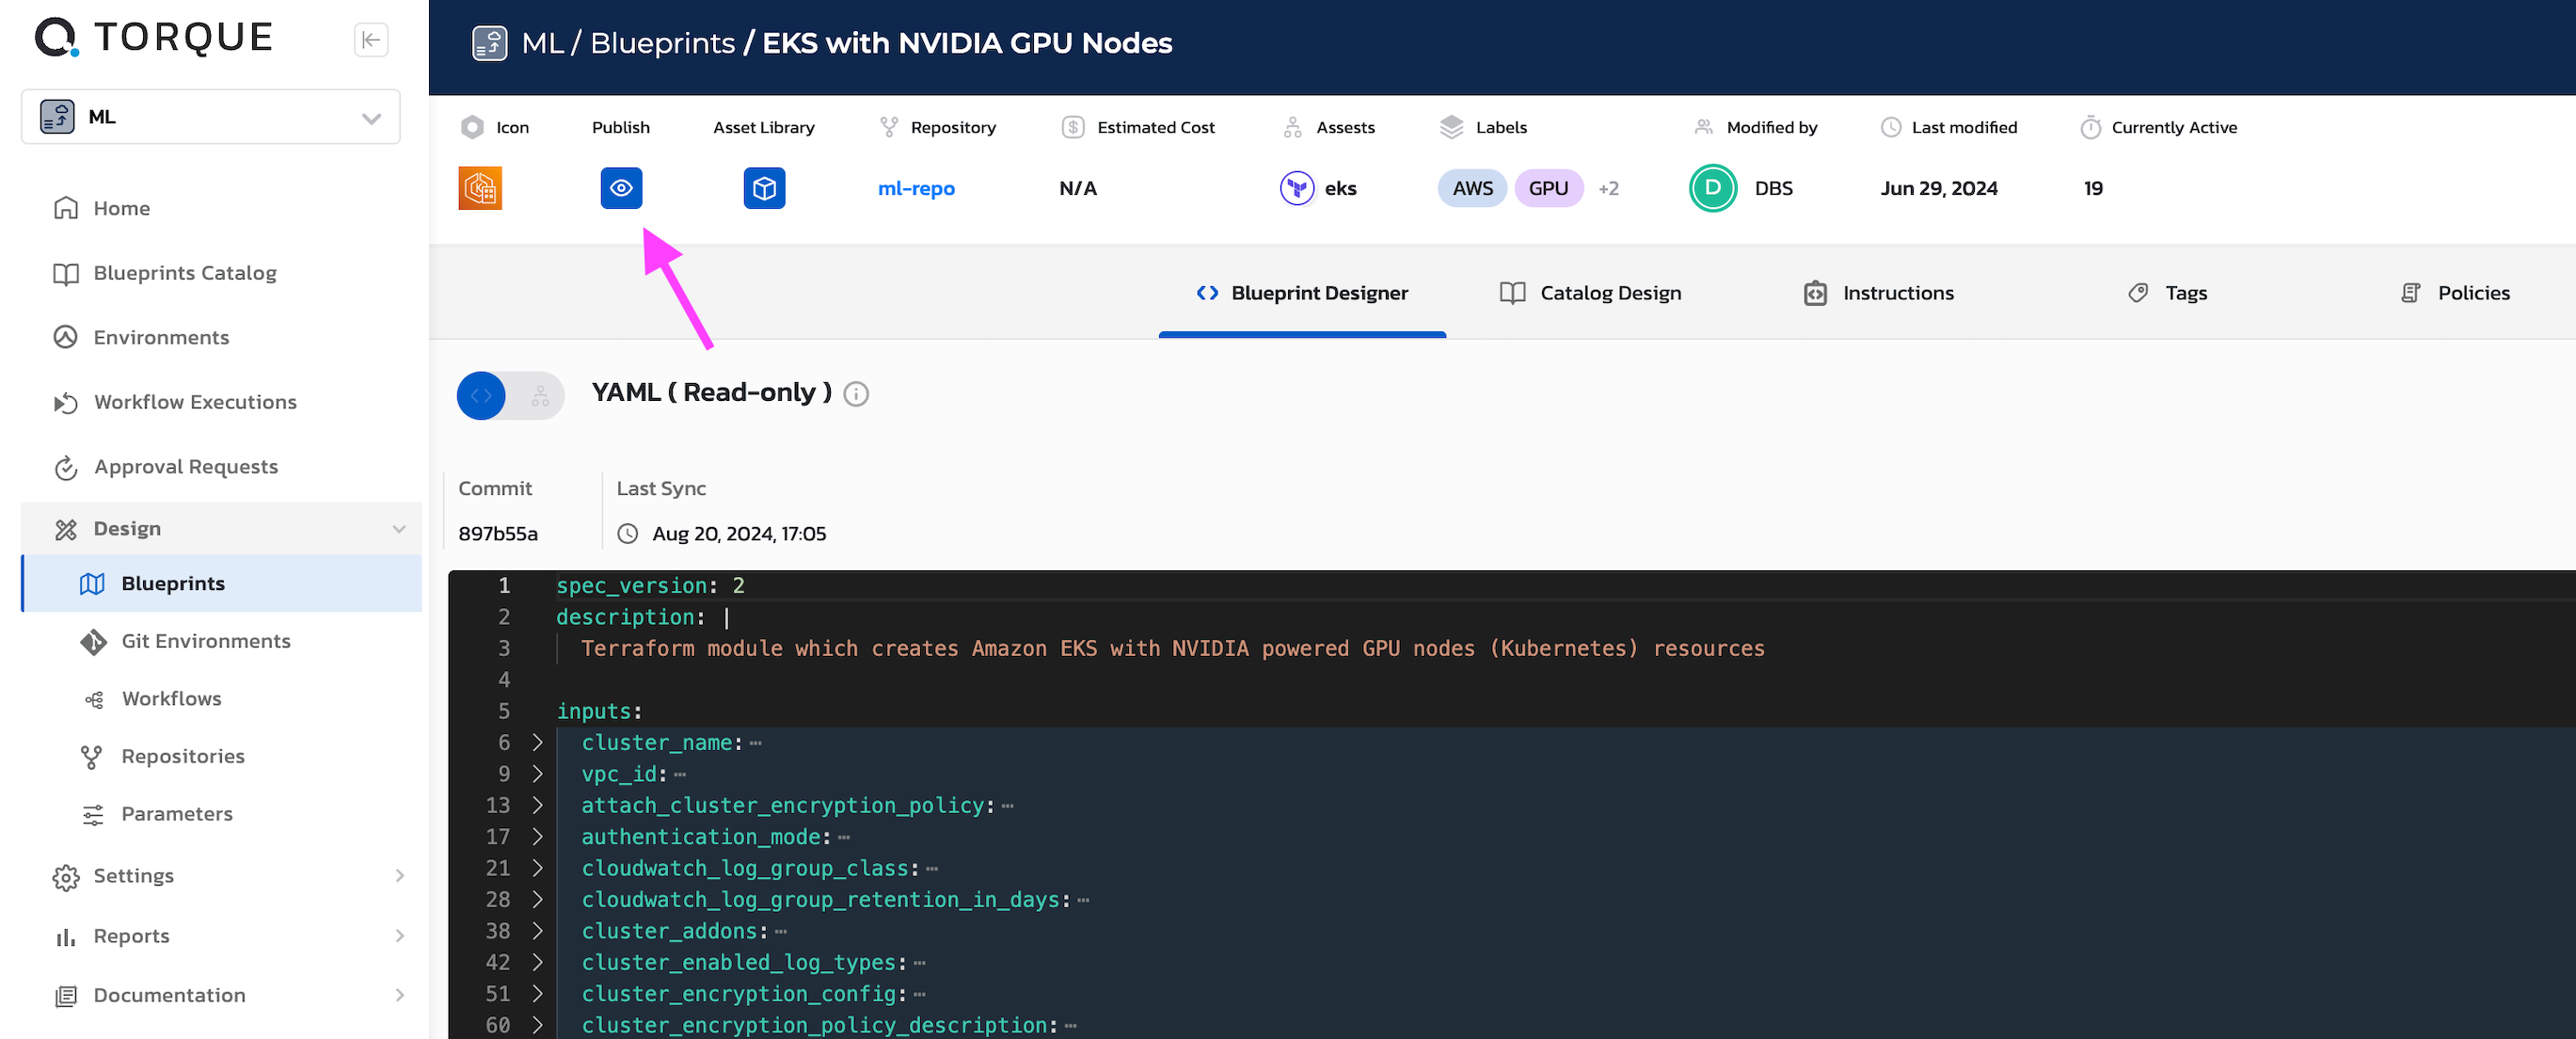 TORQUE
ML
Home
Blueprints Catalog
Environments
Workflow Executions
Approval Requests
Design
Blueprints
Git Environments
Workflows
Repositories
Parameters
Settings
Reports
Documentation
ML / Blueprints / EKS with NVIDIA GPU Nodes
Icon Publish Asset Library Repository Estimated Cost Assests Labels Modified by Last modified Currently Active
ml-repo N/A eks AWS GPU +2 D DBS Jun 29, 2024 19
Blueprint Designer Catalog Design Instructions Tags Policies
YAML ( Read-only )
Commit Last Sync
897b55a Aug 20, 2024, 17:05
1 spec_version: 2
2 description: |
3 Terraform module which creates Amazon EKS with NVIDIA powered GPU nodes (Kubernetes) resources
4
5 inputs:
6 cluster_name: ⋯
9 vpc_id: ⋯
13 attach_cluster_encryption_policy: ⋯
17 authentication_mode: ⋯
21 cloudwatch_log_group_class: ⋯
28 cloudwatch_log_group_retention_in_days: ⋯
38 cluster_addons: ⋯
42 cluster_enabled_log_types: ⋯
51 cluster_encryption_config: ⋯
60 cluster_encryption_policy_description: ⋯